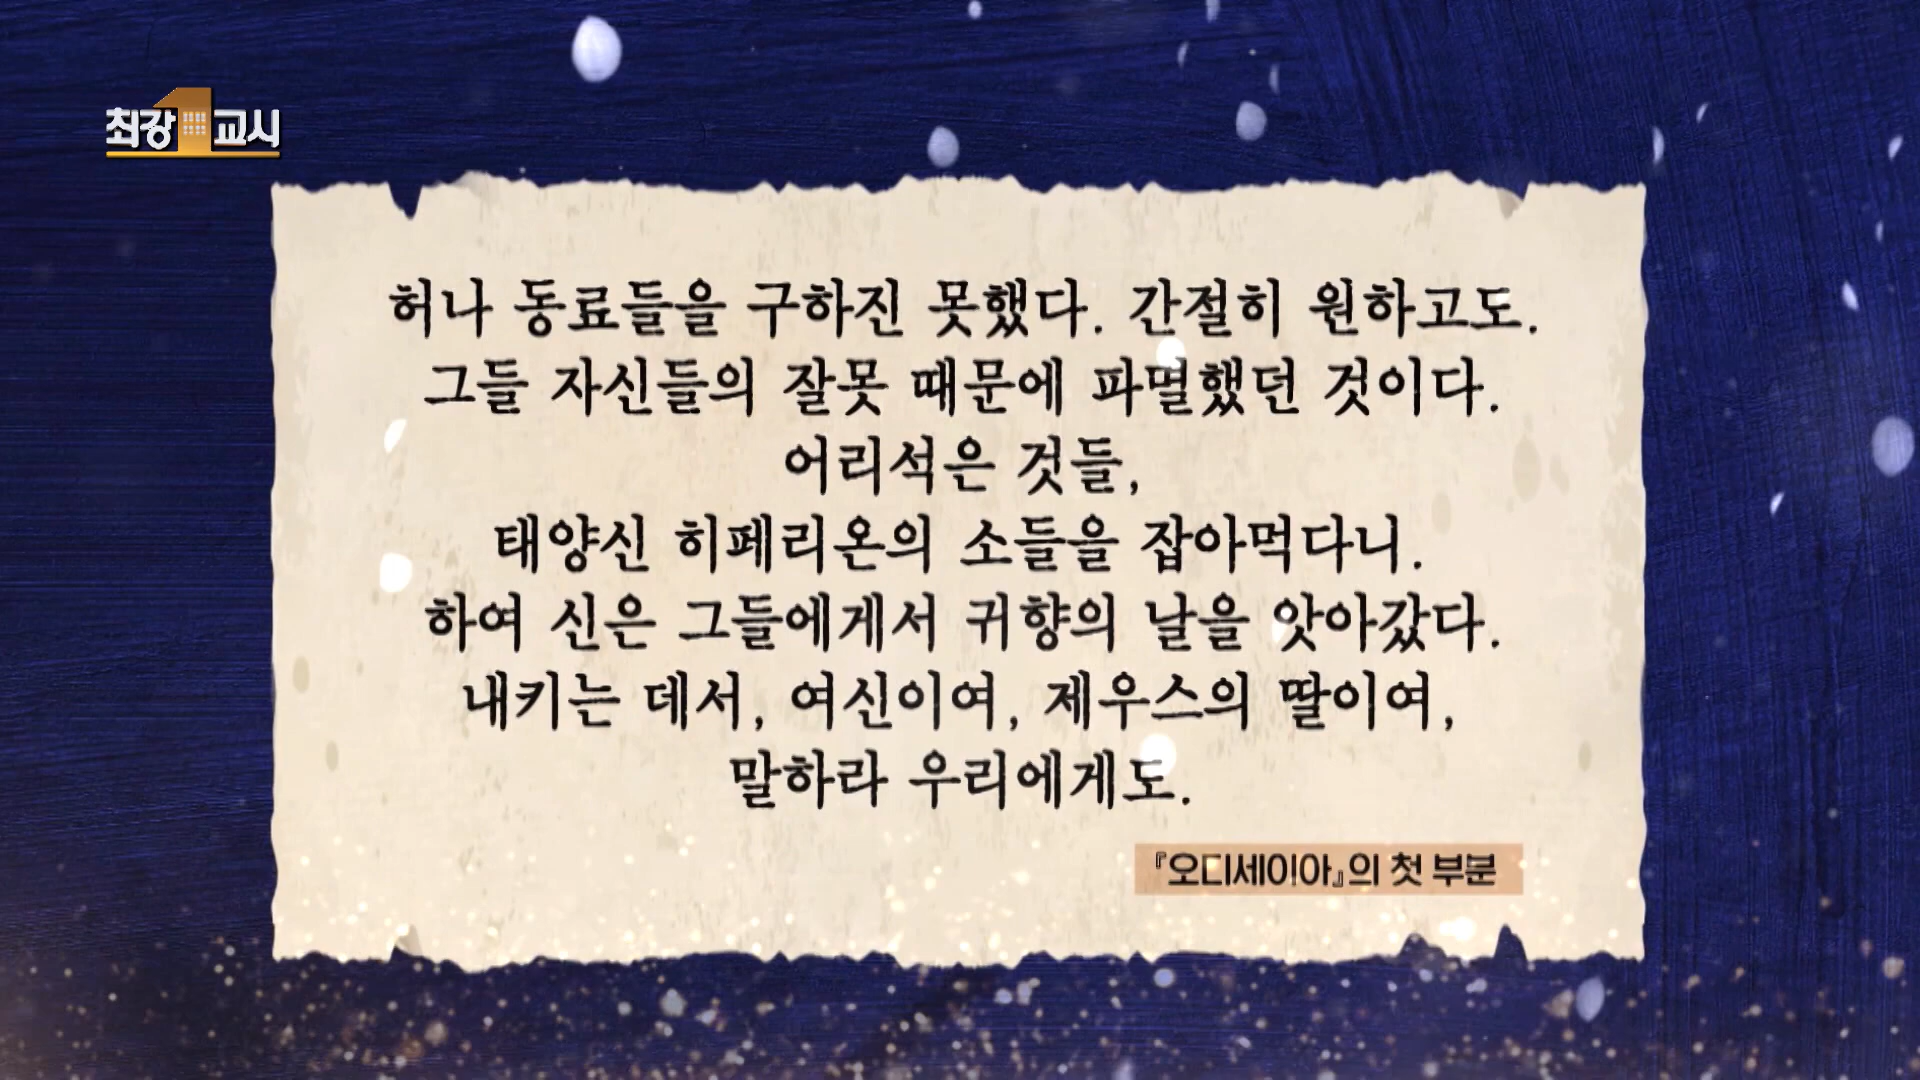 최강1교시
허나 동료들을 구하진 못했다. 간절히 원하고도.
그들 자신들의 잘못 때문에 파멸했던 것이다.
어리석은 것들,
태양신 히페리온의 소들을 잡아먹다니.
하여 신은 그들에게서 귀향의 날을 앗아갔다.
내키는 데서, 여신이여, 제우스의 딸이여,
말하라 우리에게도.
『오디세이아』의 첫 부분